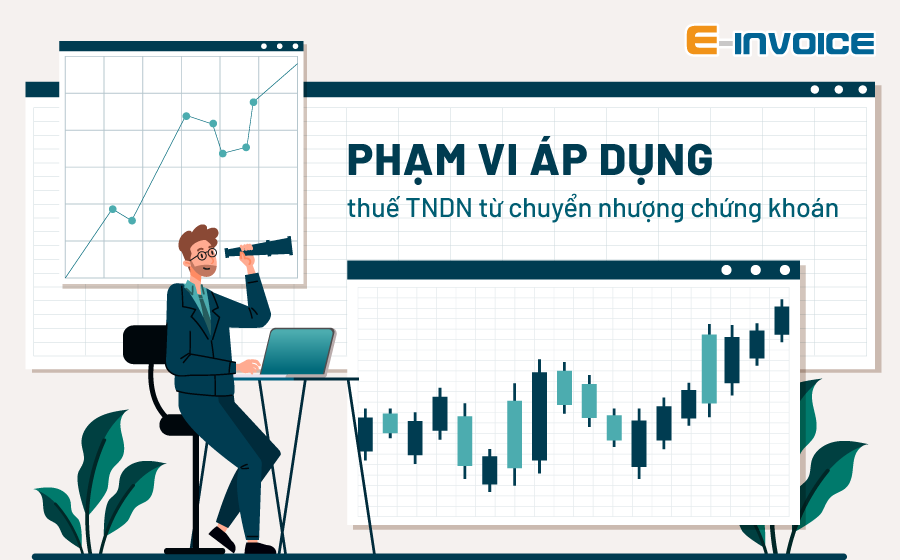 E-INVOICE
PHẠM VI ÁP DỤNG
thuế TNDN từ chuyển nhượng chứng khoán